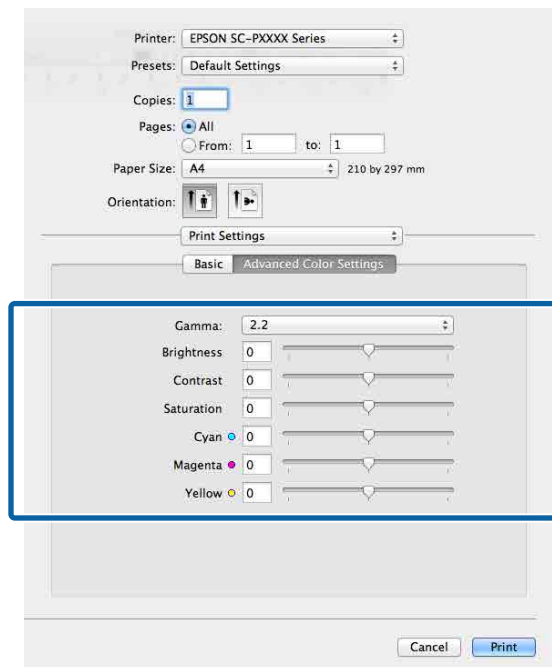 Printer: EPSON SC-PXXXX Series
Presets: Default Settings
Copies: 1
Pages: All
From: 1 to: 1
Paper Size: A4 210 by 297 mm
Orientation:
Print Settings
Basic Advanced Color Settings
Gamma: 2.2
Brightness 0
Contrast 0
Saturation 0
Cyan 0
Magenta 0
Yellow 0
Cancel Print